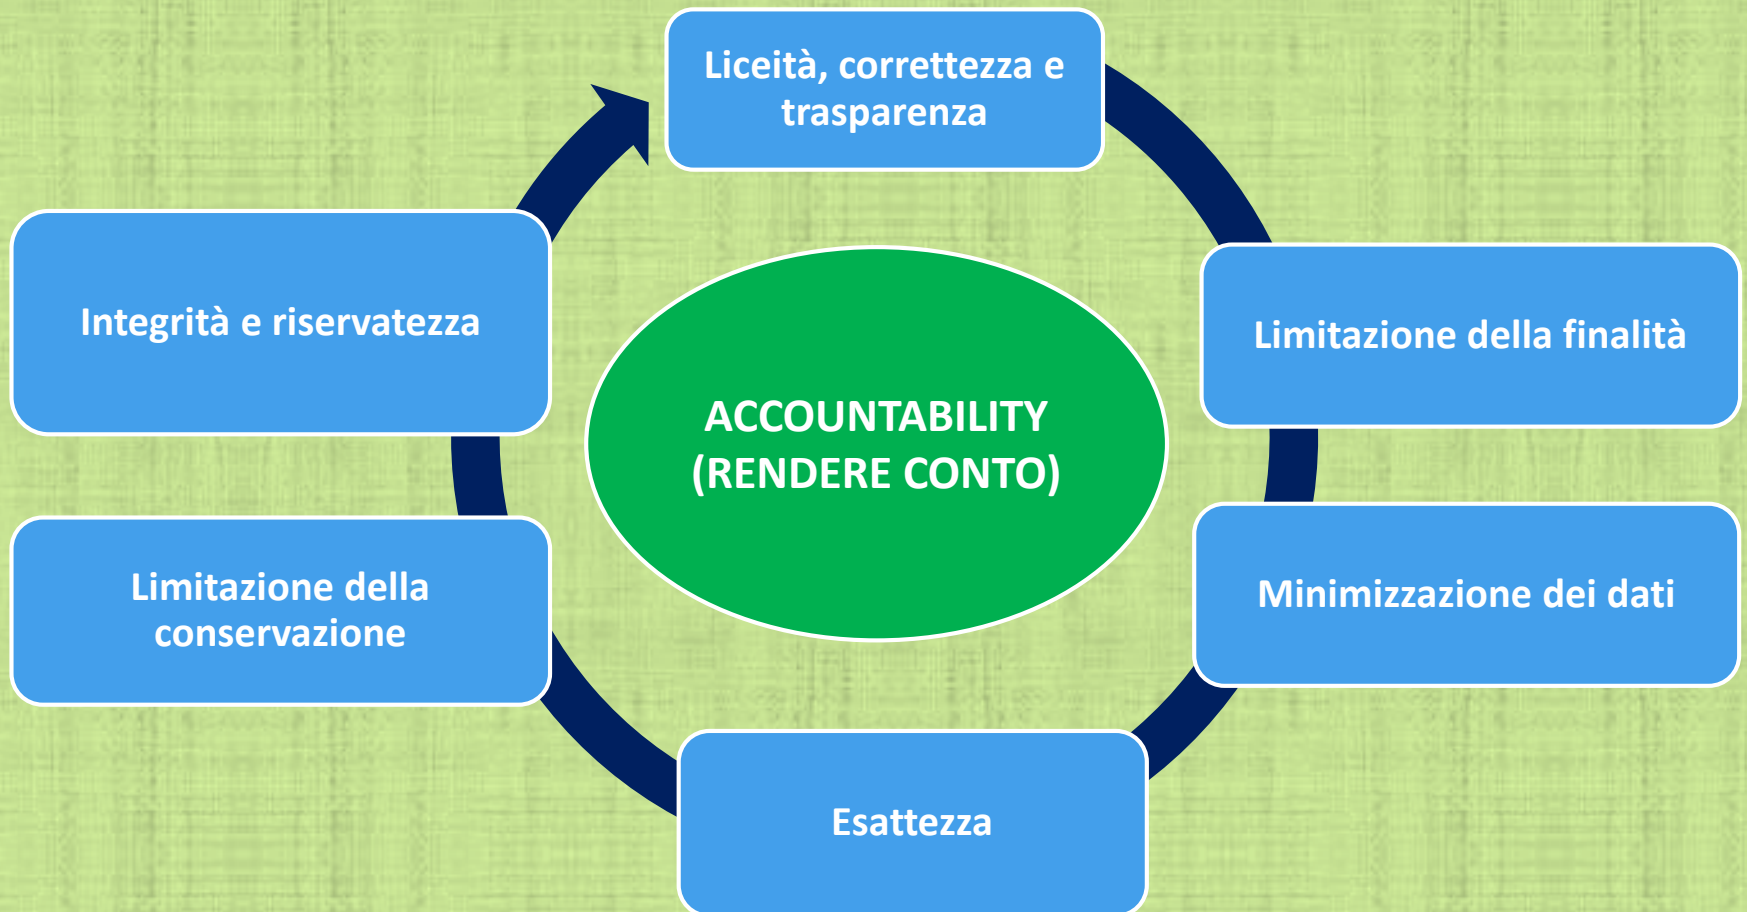 Liceità, correttezza e
trasparenza
Limitazione della finalità
Minimizzazione dei dati
Esattezza
Limitazione della
conservazione
Integrità e riservatezza
ACCOUNTABILITY
(RENDERE CONTO)